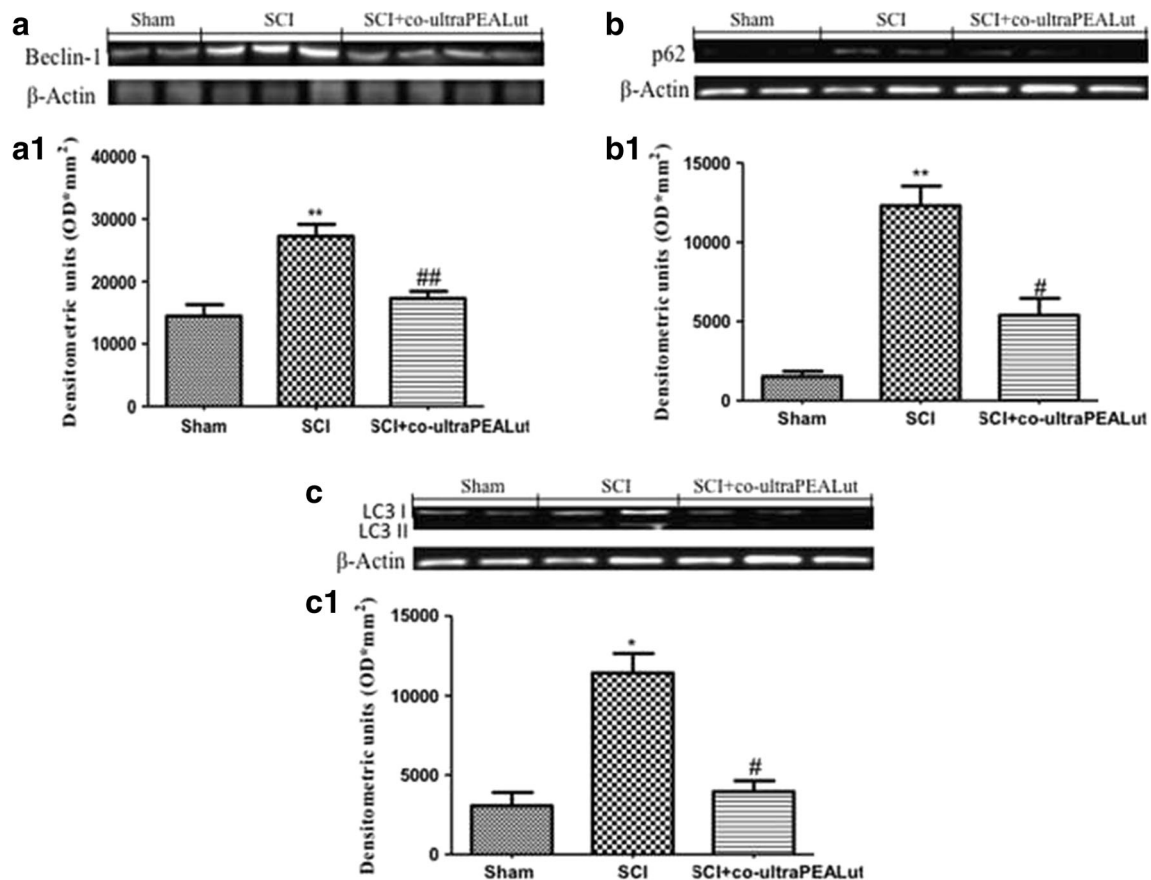 a
Sham SCI SCI+co-ultraPEALut
Beclin-1
β-Actin
a1
Densitometric units (OD*mm²)
40000
30000
20000
10000
0
**
##
Sham SCI SCI+co-ultraPEALut
b
Sham SCI SCI+co-ultraPEALut
p62
β-Actin
b1
Densitometric units (OD*mm²)
15000
10000
5000
0
**
#
Sham SCI SCI+co-ultraPEALut
c
Sham SCI SCI+co-ultraPEALut
LC3 I
LC3 II
β-Actin
c1
Densitometric units (OD*mm²)
15000
10000
5000
0
*
#
Sham SCI SCI+co-ultraPEALut